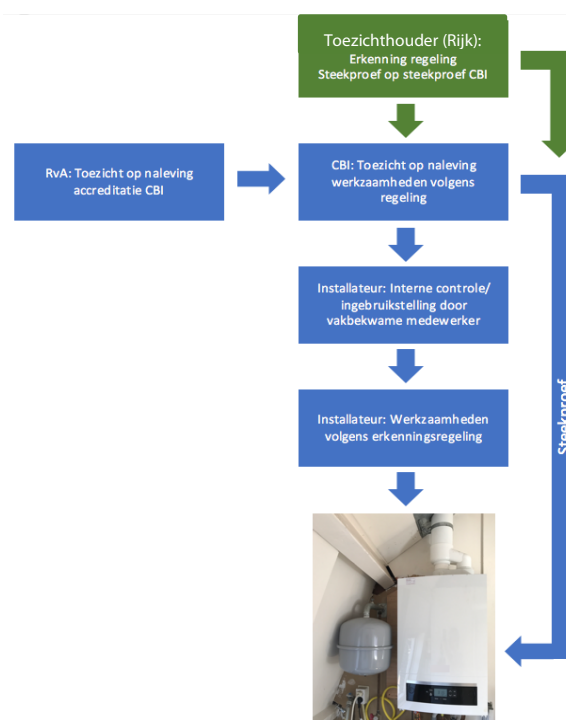 Toezichthouder (Rijk):
Erkenning regeling
Steekproef op steekproef CBI
RvA: Toezicht op naleving
accreditatie CBI
CBI: Toezicht op naleving
werkzaamheden volgens
regeling
Installateur: Interne controle/
ingebruikstelling door
vakbekwame medewerker
Installateur: Werkzaamheden
volgens erkenningsregeling
Steekproef